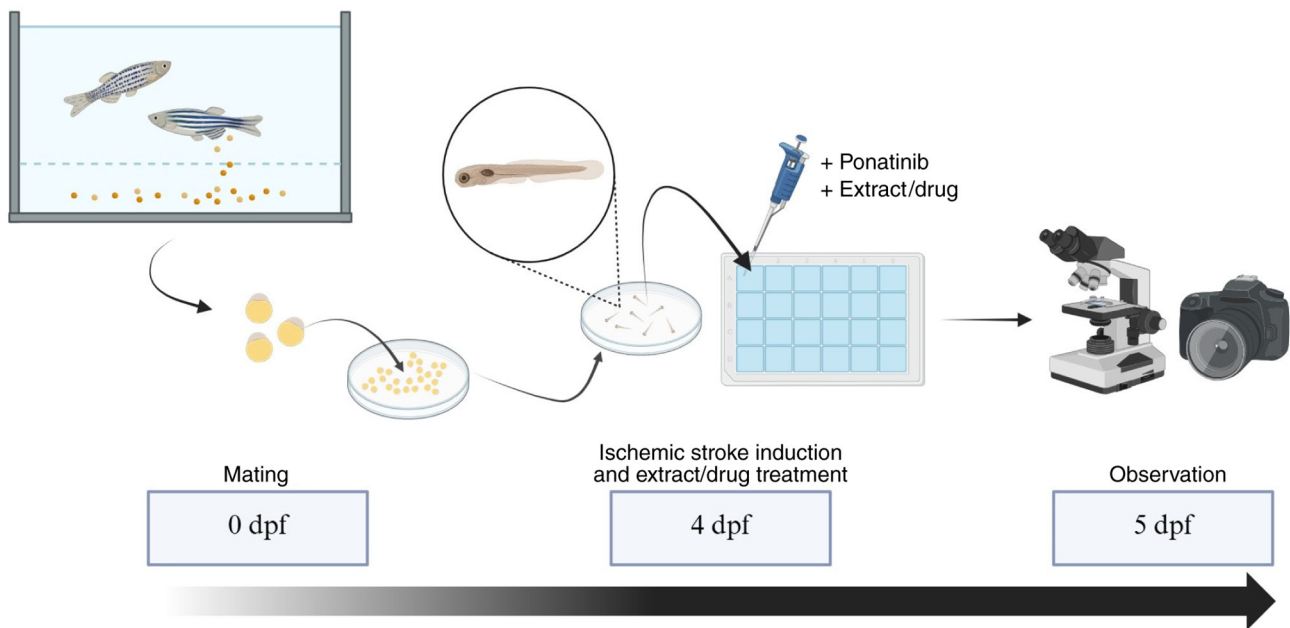 + Ponatinib
+ Extract/drug
Mating
0 dpf
Ischemic stroke induction
and extract/drug treatment
4 dpf
Observation
5 dpf